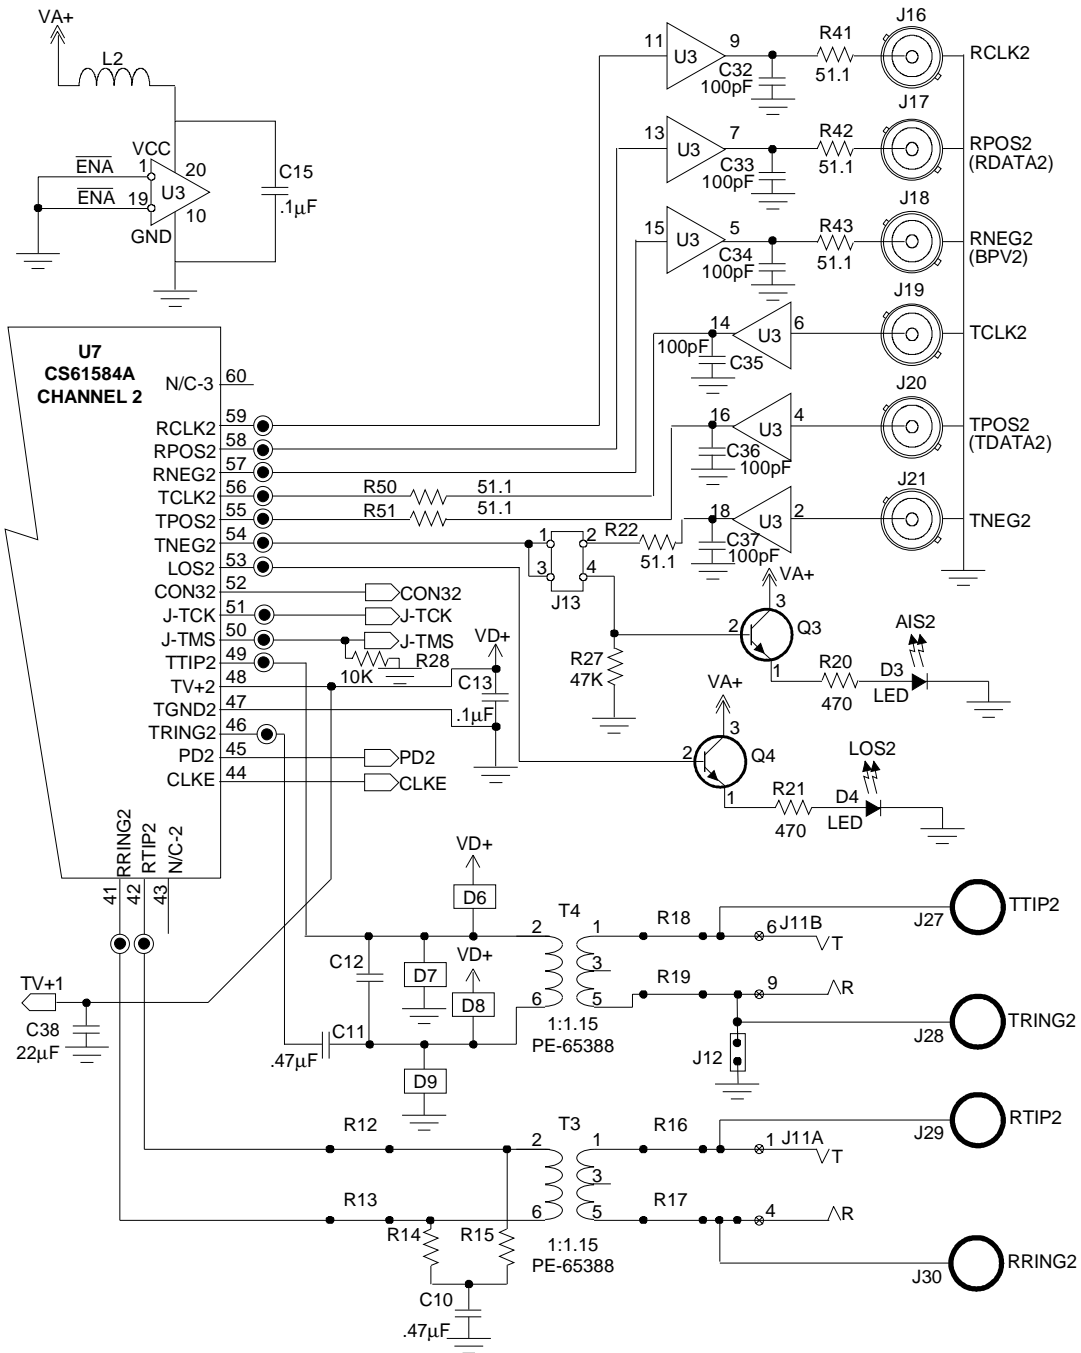 VA+
L2
VCC
ENA
1
20
U3
ENA
19
10
GND
C15
.1µF
J16
11
U3
9
R41
RCLK2
C32
100pF
51.1
J17
13
U3
7
R42
RPOS2
(RDATA2)
C33
100pF
51.1
J18
15
U3
5
R43
RNEG2
(BPV2)
C34
100pF
51.1
J19
14
U3
6
TCLK2
100pF
C35
J20
16
U3
4
TPOS2
(TDATA2)
C36
100pF
J21
18
U3
2
TNEG2
C37
100pF
U7
CS61584A
CHANNEL 2
N/C-3
60
RCLK2
59
RPOS2
58
RNEG2
57
TCLK2
56
R50
51.1
TPOS2
55
R51
51.1
TNEG2
54
1
2
R22
51.1
3
4
J13
LOS2
53
CON32
52
CON32
J-TCK
51
J-TCK
J-TMS
50
J-TMS
10K
R28
TTIP2
49
TV+2
48
TGND2
47
TRING2
46
PD2
45
PD2
CLKE
44
CLKE
VD+
C13
.1µF
R27
47K
VA+
3
2
Q3
1
R20
470
AIS2
D3
LED
VA+
3
2
Q4
1
R21
470
LOS2
D4
LED
RRING2
RTIP2
N/C-2
41
42
43
VD+
D6
C12
D7
VD+
D8
C11
.47µF
D9
TV+1
C38
22µF
T4
2
1
3
6
5
1:1.15
PE-65388
R18
6
J11B
T
R19
9
R
J12
J27
TTIP2
J28
TRING2
R12
R13
R14
R15
C10
.47µF
T3
2
1
3
6
5
1:1.15
PE-65388
R16
1
J11A
T
R17
4
R
J29
RTIP2
J30
RRING2